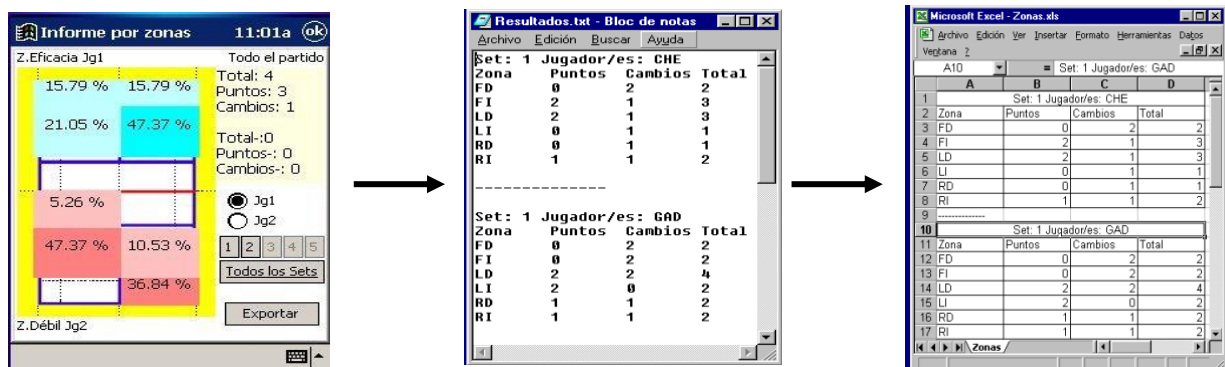 Informe por zonas 11:01a ok
Z.Eficacia Jg1 Todo el partido
15.79 % 15.79 % Total: 4
Puntos: 3
Cambios: 1
21.05 % 47.37 %
Total-:0
Puntos-: 0
Cambios-: 0
5.26 % Jg1
Jg2
47.37 % 10.53 % 1 2 3 4 5
Todos los Sets
36.84 %
Exportar
Z.Débil Jg2
Resultados.txt - Bloc de notas
Archivo Edición Buscar Ayuda
Set: 1 Jugador/es: CHE
Zona Puntos Cambios Total
FD 0 2 2
FI 2 1 3
LD 2 1 3
LI 0 1 1
RD 0 1 1
RI 1 1 2
---------------
Set: 1 Jugador/es: GAD
Zona Puntos Cambios Total
FD 0 2 2
FI 0 2 2
LD 2 2 4
LI 2 0 2
RD 1 1 2
RI 1 1 2
Microsoft Excel - Zonas.xls
Archivo Edición Ver Insertar Formato Herramientas Datos
Ventana ?
A10 = Set: 1 Jugador/es: GAD
A B C D
1 Set: 1 Jugador/es: CHE
2 Zona Puntos Cambios Total
3 FD 0 2 2
4 FI 2 1 3
5 LD 2 1 3
6 LI 0 1 1
7 RD 0 1 1
8 RI 1 1 2
9 --------------
10 Set: 1 Jugador/es: GAD
11 Zona Puntos Cambios Total
12 FD 0 2 2
13 FI 0 2 2
14 LD 2 2 4
15 LI 2 0 2
16 RD 1 1 2
17 RI 1 1 2
Zonas